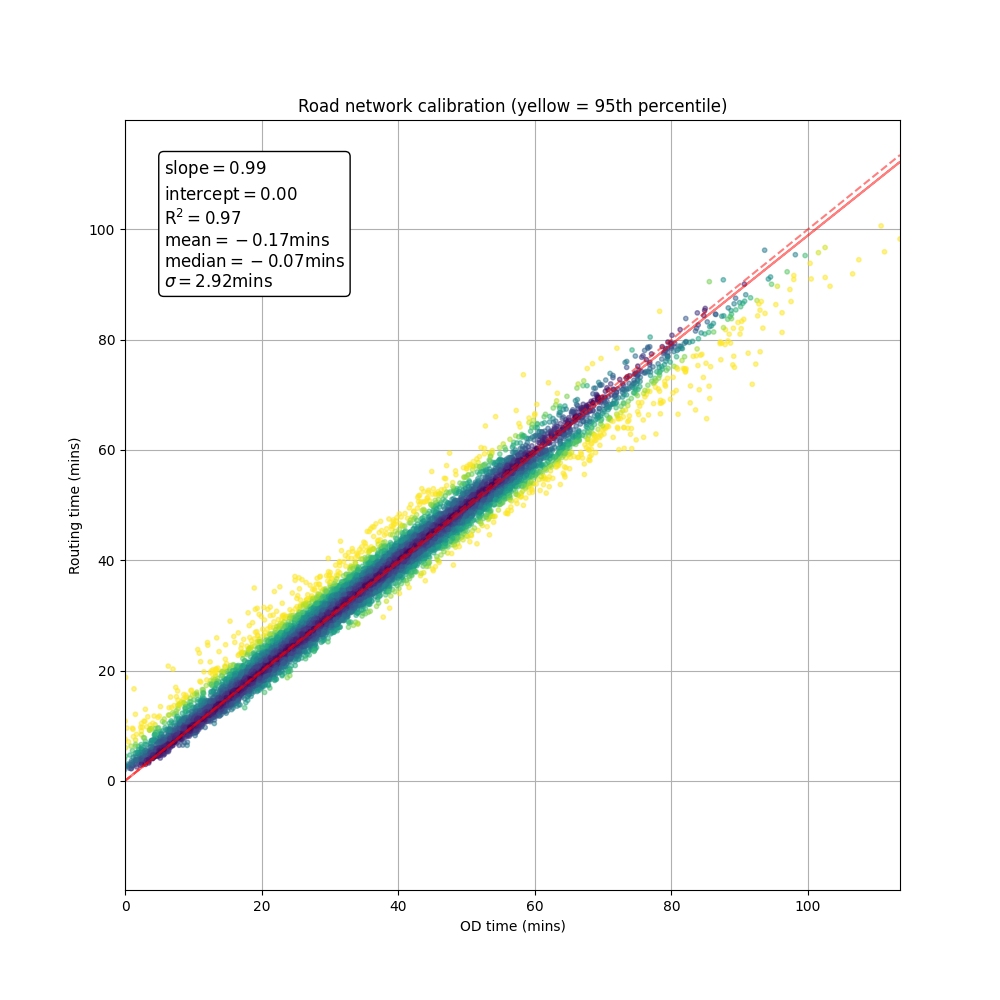 Road network calibration (yellow = 95th percentile)
slope = 0.99
intercept = 0.00
R² = 0.97
mean = − 0.17mins
median = − 0.07mins
σ = 2.92mins
100
80
60
40
20
0
Routing time (mins)
0 20 40 60 80 100
OD time (mins)